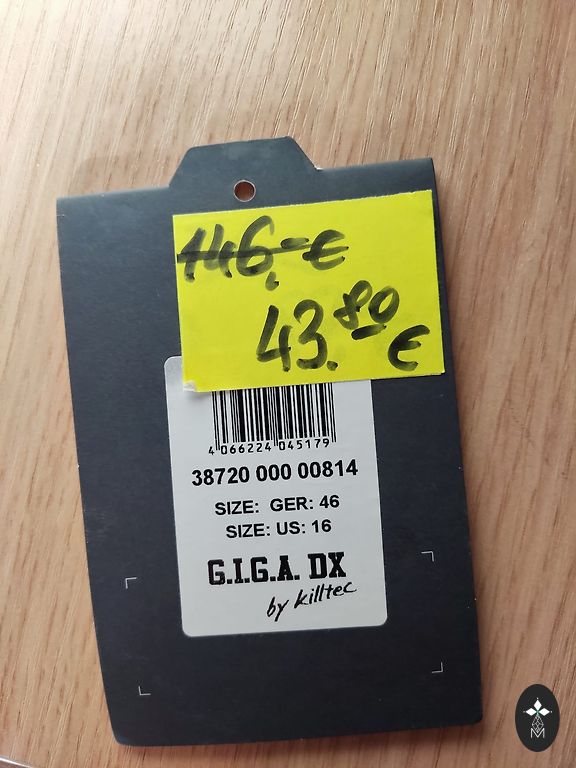 146,- €
43.80 €
4 066224 045179
38720 000 00814
SIZE: GER: 46
SIZE: US: 16
G.I.G.A. DX
by killtec
M